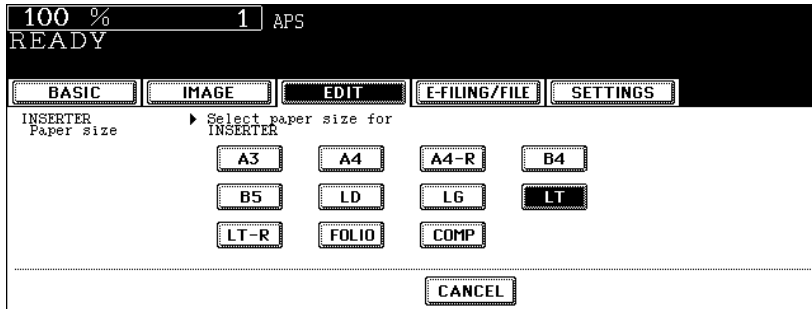 100 % 1 APS
READY
BASIC IMAGE EDIT E-FILING/FILE SETTINGS
INSERTER
Paper size
Select paper size for
INSERTER
A3 A4 A4-R B4
B5 LD LG LT
LT-R FOLIO COMP
CANCEL